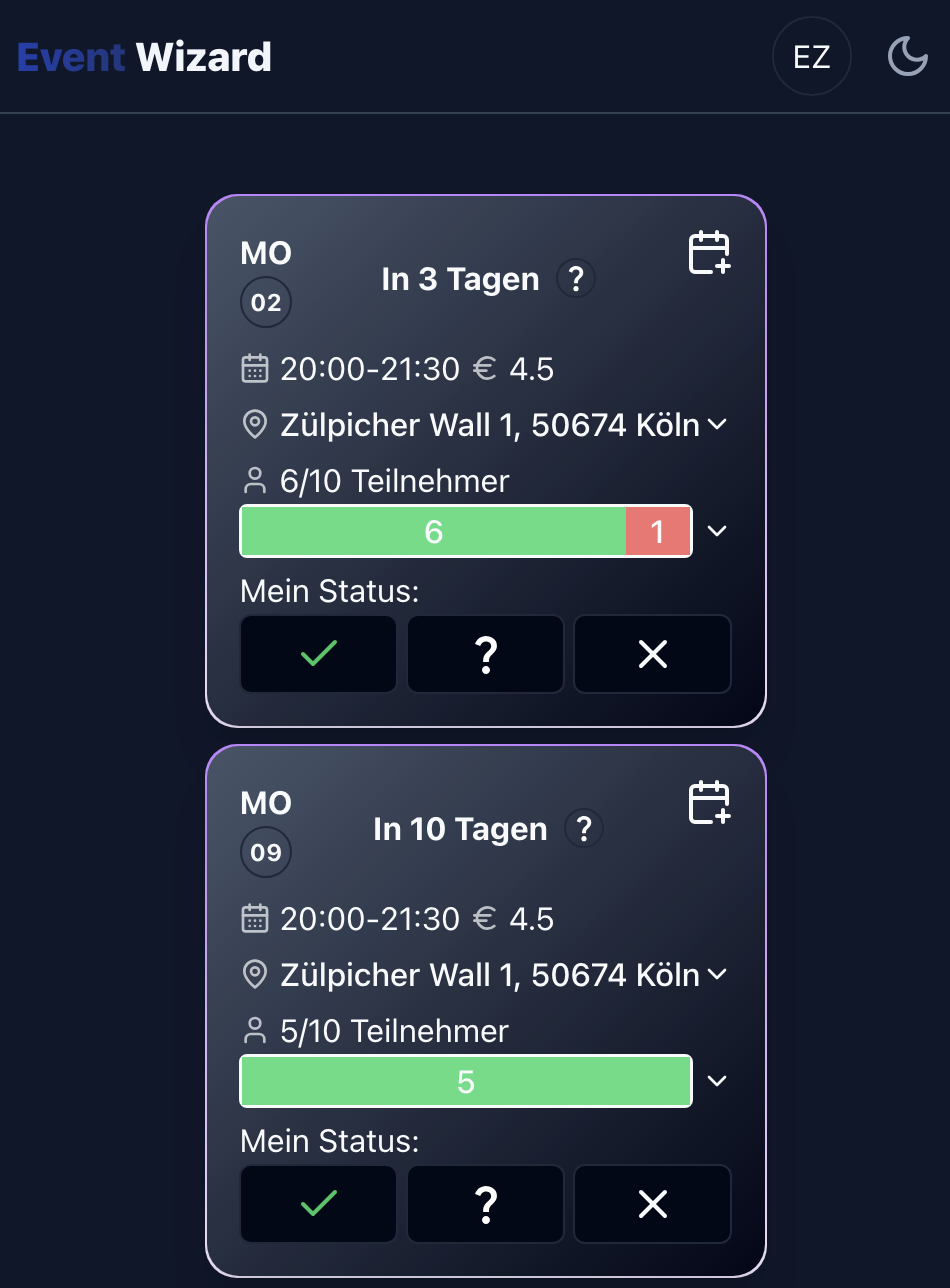 Event Wizard
EZ
MO
02
In 3 Tagen ?
20:00-21:30 € 4.5
Zülpicher Wall 1, 50674 Köln
6/10 Teilnehmer
6 1
Mein Status:
?
MO
09
In 10 Tagen ?
20:00-21:30 € 4.5
Zülpicher Wall 1, 50674 Köln
5/10 Teilnehmer
5
Mein Status:
?